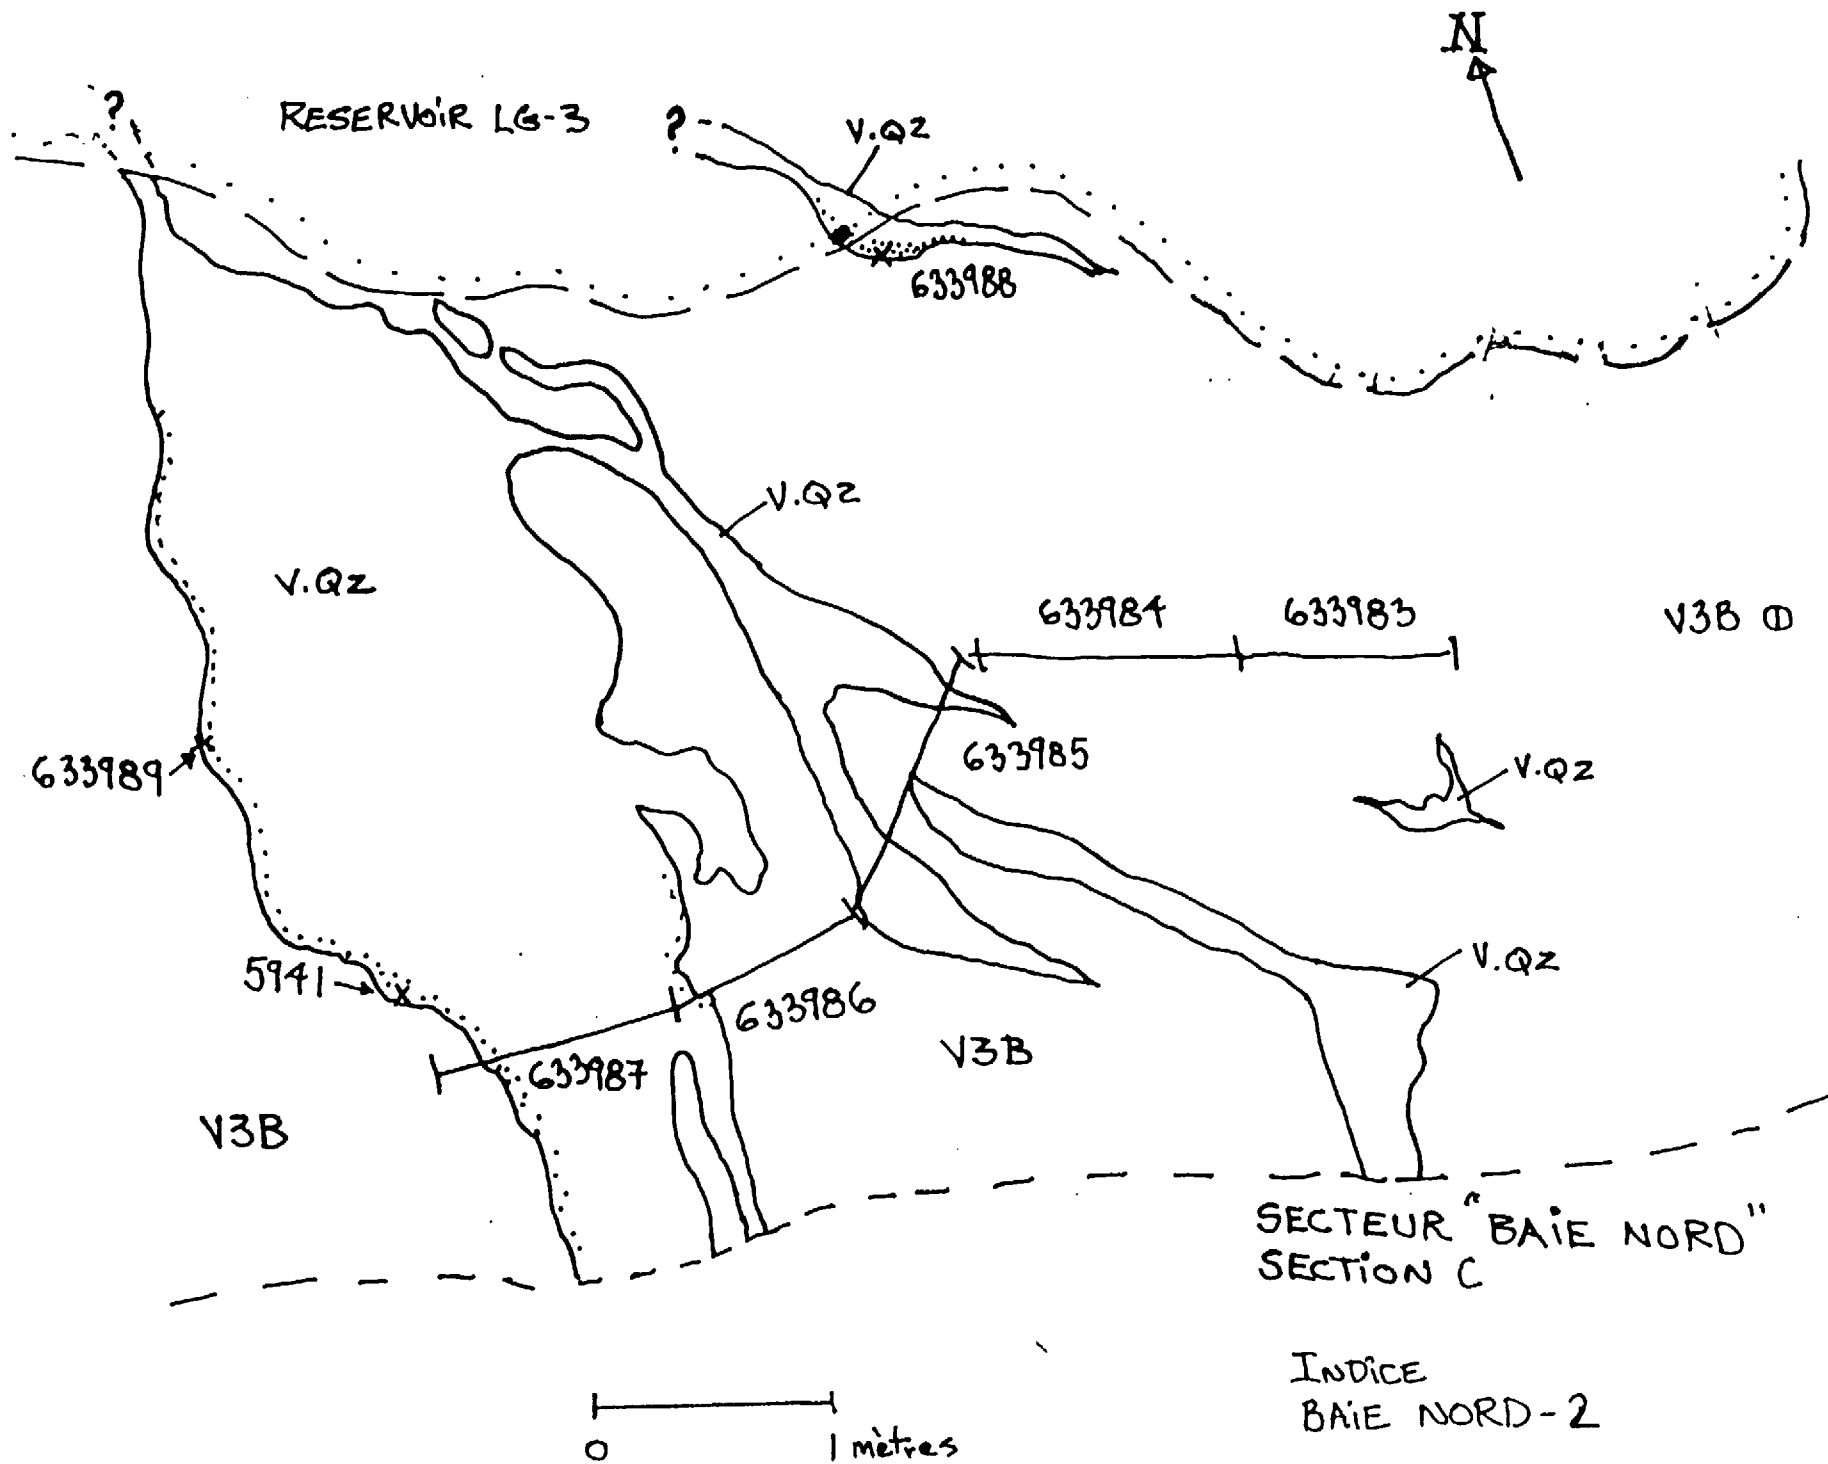 N
?
RESERVOIR LG-3
?
V.QZ
633988
V.QZ
V.QZ
633984
633983
V3B ①
633985
633989
V.QZ
V.QZ
5941
633986
V3B
633987
V3B
SECTEUR "BAIE NORD"
SECTION C
INDICE
BAIE NORD-2
0 1 mètres